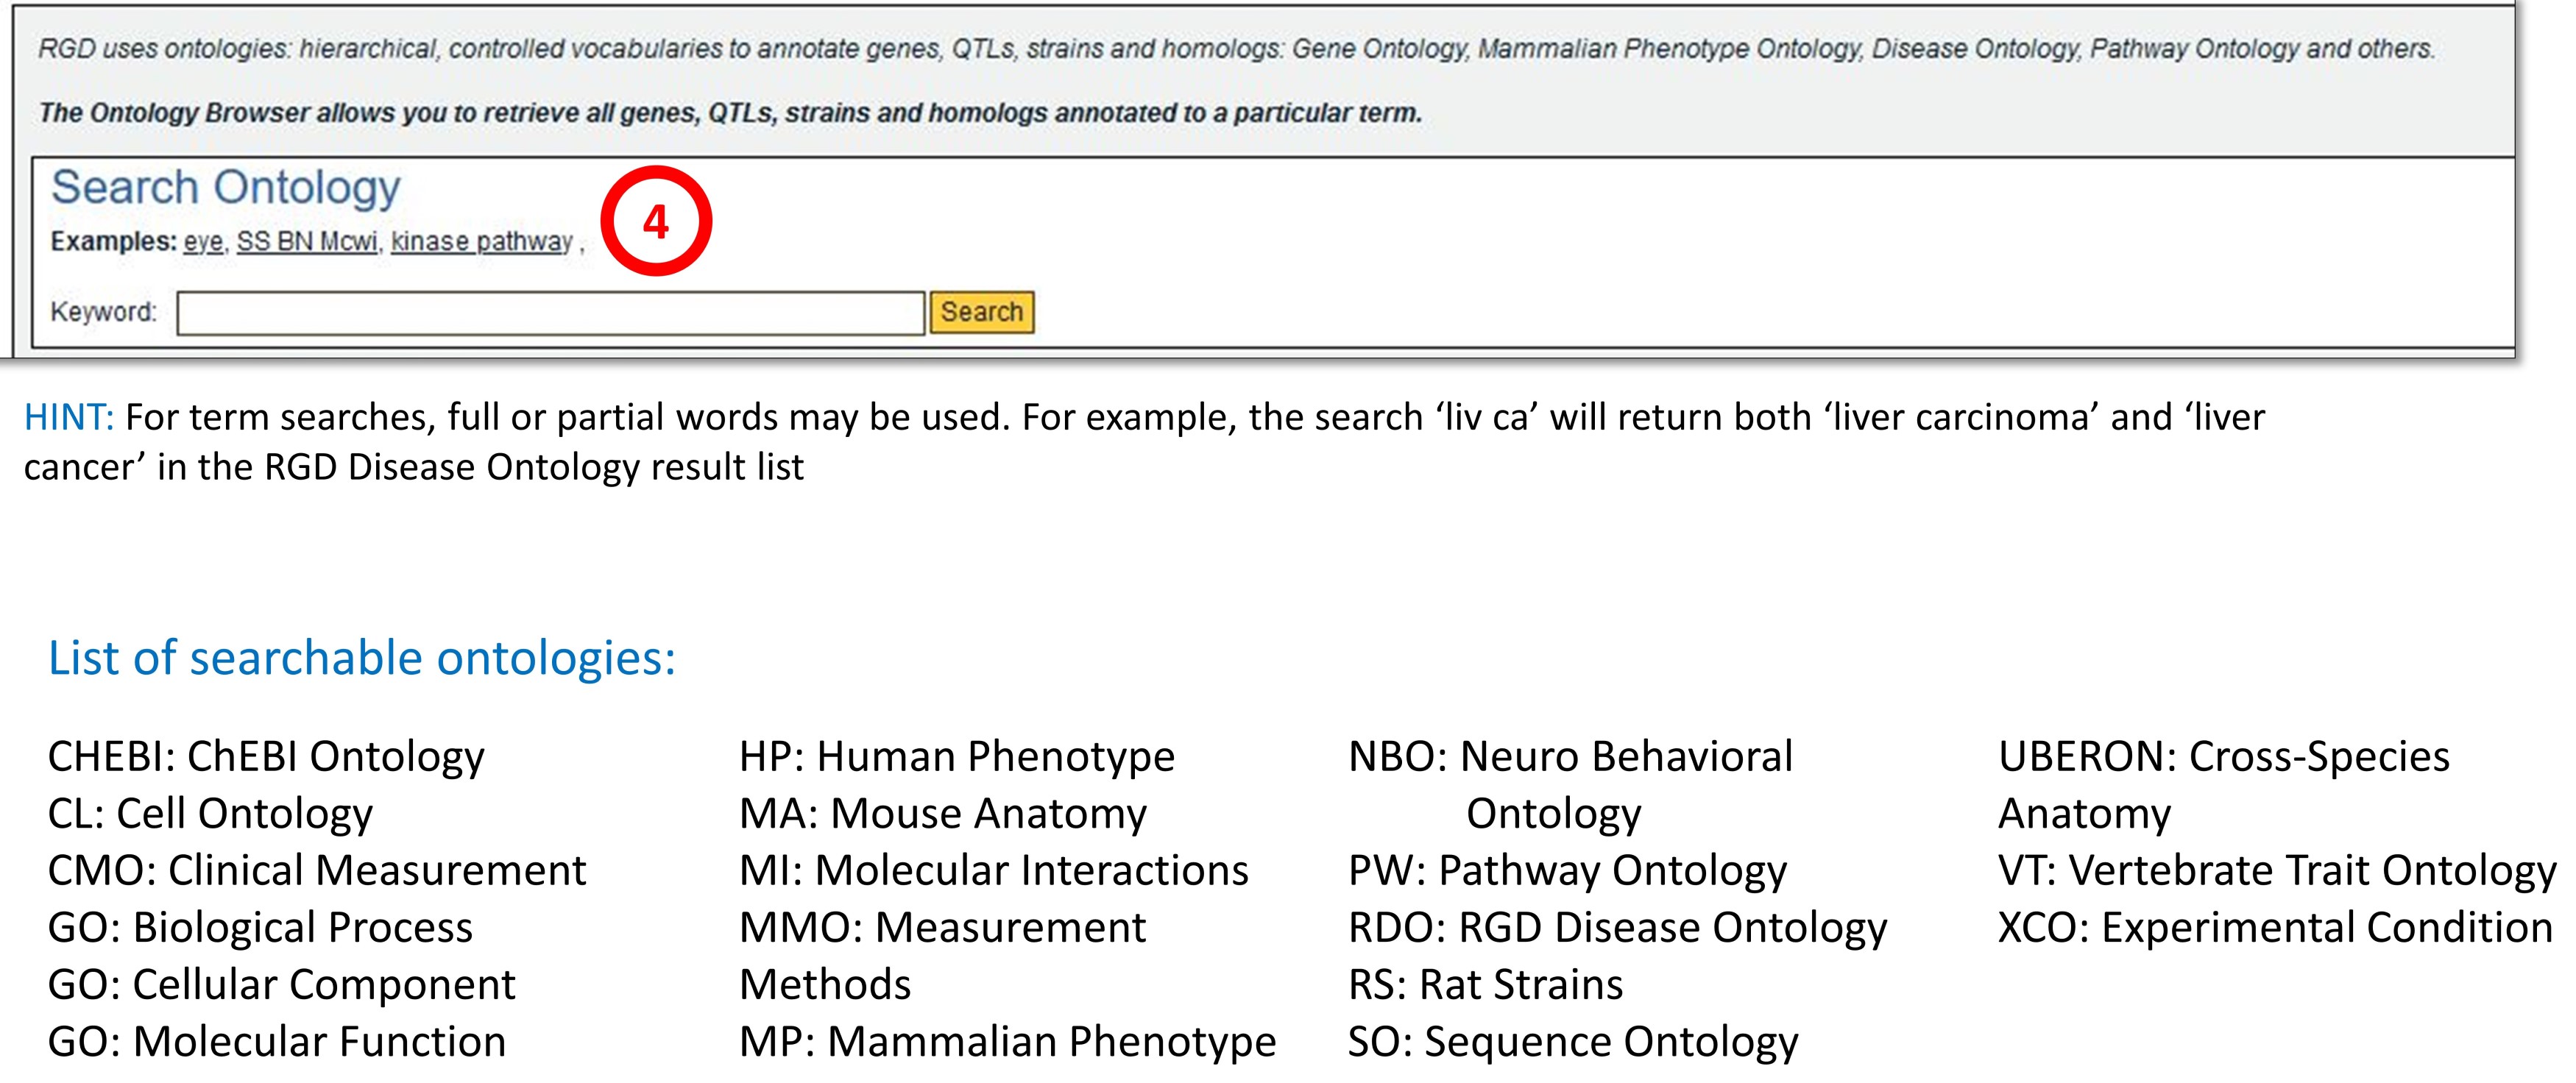 RGD uses ontologies: hierarchical, controlled vocabularies to annotate genes, QTLs, strains and homologs: Gene Ontology, Mammalian Phenotype Ontology, Disease Ontology, Pathway Ontology and others.
The Ontology Browser allows you to retrieve all genes, QTLs, strains and homologs annotated to a particular term.
Search Ontology
Examples: eye, SS BN Mcwi, kinase pathway ,
4
Keyword:
Search
HINT: For term searches, full or partial words may be used. For example, the search ‘liv ca’ will return both ‘liver carcinoma’ and ‘liver
cancer’ in the RGD Disease Ontology result list
List of searchable ontologies:
CHEBI: ChEBI Ontology
CL: Cell Ontology
CMO: Clinical Measurement
GO: Biological Process
GO: Cellular Component
GO: Molecular Function
HP: Human Phenotype
MA: Mouse Anatomy
MI: Molecular Interactions
MMO: Measurement
Methods
MP: Mammalian Phenotype
NBO: Neuro Behavioral
Ontology
PW: Pathway Ontology
RDO: RGD Disease Ontology
RS: Rat Strains
SO: Sequence Ontology
UBERON: Cross-Species
Anatomy
VT: Vertebrate Trait Ontology
XCO: Experimental Condition